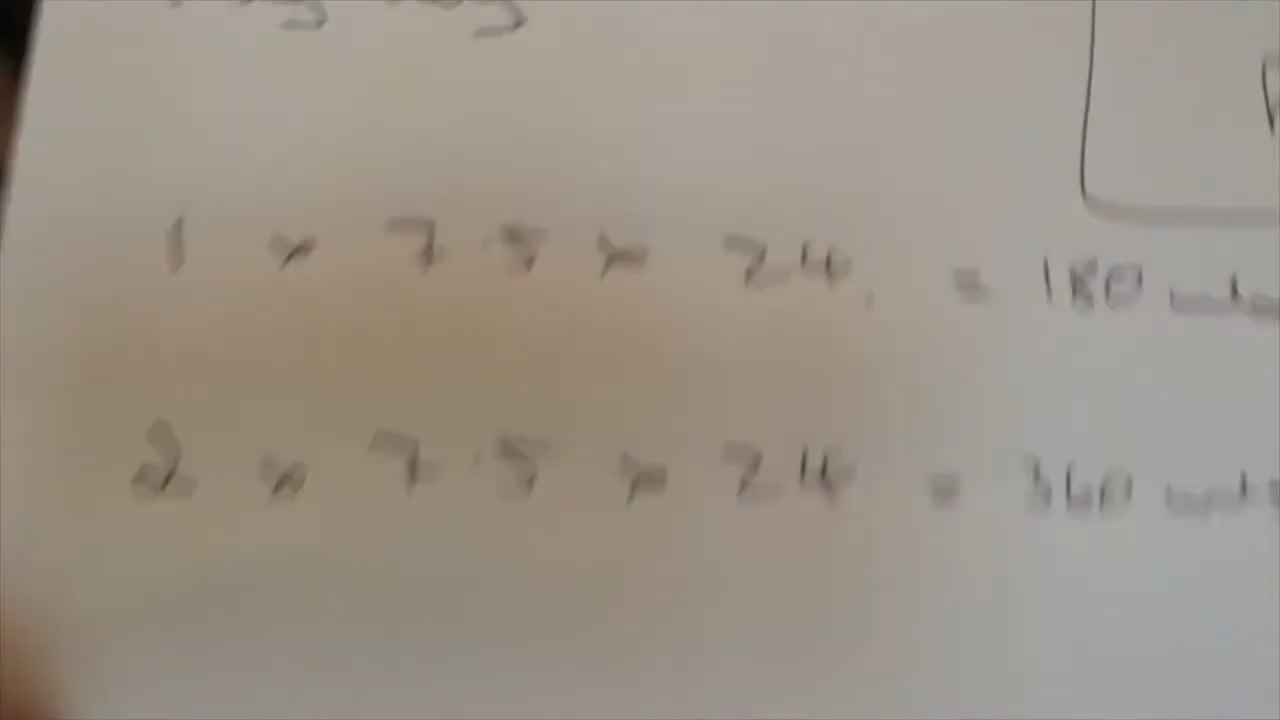 1 × 7.5 × 24 = 180
2 × 7.5 × 24 = 360